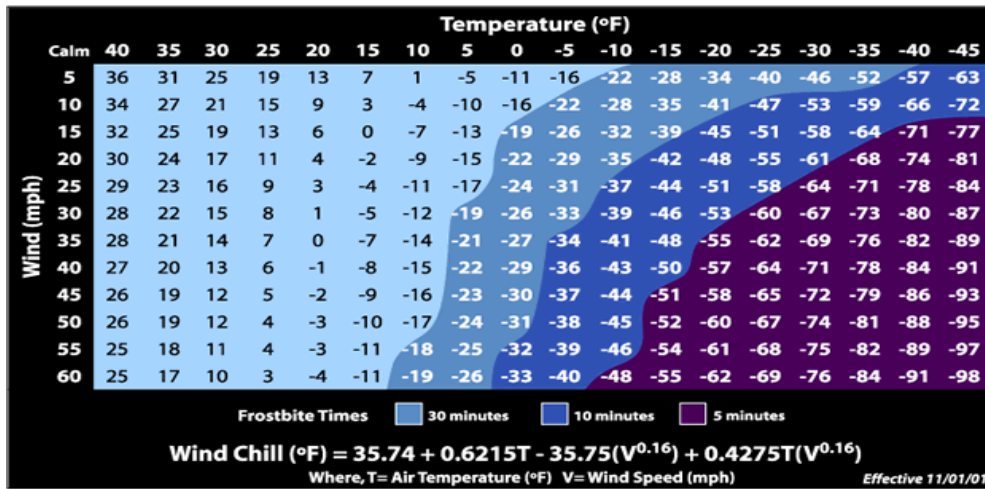 Temperature (ºF)
Calm 40 35 30 25 20 15 10 5 0 -5 -10 -15 -20 -25 -30 -35 -40 -45
5 36 31 25 19 13 7 1 -5 -11 -16 -22 -28 -34 -40 -46 -52 -57 -63
10 34 27 21 15 9 3 -4 -10 -16 -22 -28 -35 -41 -47 -53 -59 -66 -72
15 32 25 19 13 6 0 -7 -13 -19 -26 -32 -39 -45 -51 -58 -64 -71 -77
20 30 24 17 11 4 -2 -9 -15 -22 -29 -35 -42 -48 -55 -61 -68 -74 -81
25 29 23 16 9 3 -4 -11 -17 -24 -31 -37 -44 -51 -58 -64 -71 -78 -84
30 28 22 15 8 1 -5 -12 -19 -26 -33 -39 -46 -53 -60 -67 -73 -80 -87
35 28 21 14 7 0 -7 -14 -21 -27 -34 -41 -48 -55 -62 -69 -76 -82 -89
40 27 20 13 6 -1 -8 -15 -22 -29 -36 -43 -50 -57 -64 -71 -78 -84 -91
45 26 19 12 5 -2 -9 -16 -23 -30 -37 -44 -51 -58 -65 -72 -79 -86 -93
50 26 19 12 4 -3 -10 -17 -24 -31 -38 -45 -52 -60 -67 -74 -81 -88 -95
55 25 18 11 4 -3 -11 -18 -25 -32 -39 -46 -54 -61 -68 -75 -82 -89 -97
60 25 17 10 3 -4 -11 -19 -26 -33 -40 -48 -55 -62 -69 -76 -84 -91 -98
Wind (mph)
Frostbite Times 30 minutes 10 minutes 5 minutes
Wind Chill (ºF) = 35.74 + 0.6215T - 35.75(V^0.16) + 0.4275T(V^0.16)
Where, T= Air Temperature (ºF) V= Wind Speed (mph) Effective 11/01/01